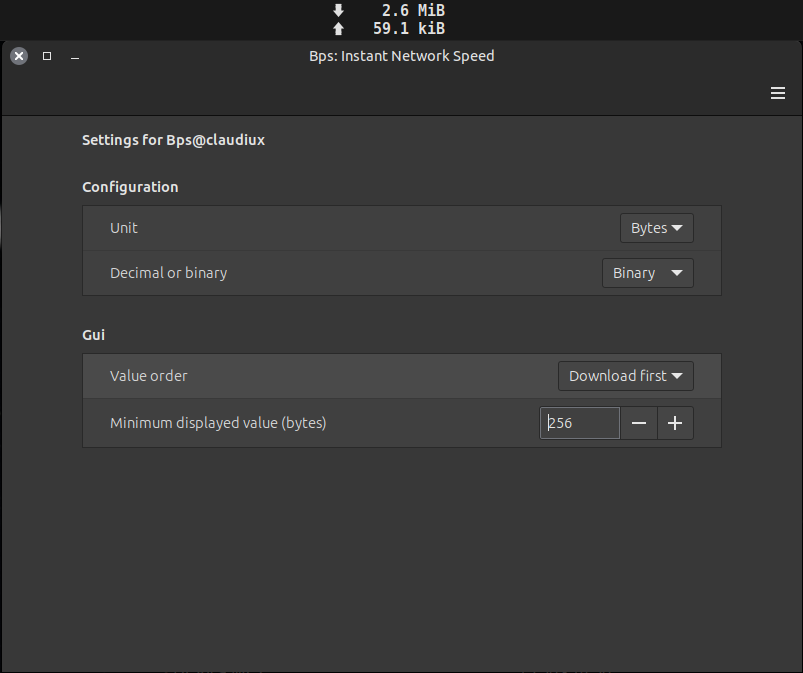 2.6 MiB
59.1 kiB
Bps: Instant Network Speed
Settings for Bps@claudiux
Configuration
Unit Bytes
Decimal or binary Binary
Gui
Value order Download first
Minimum displayed value (bytes) 256